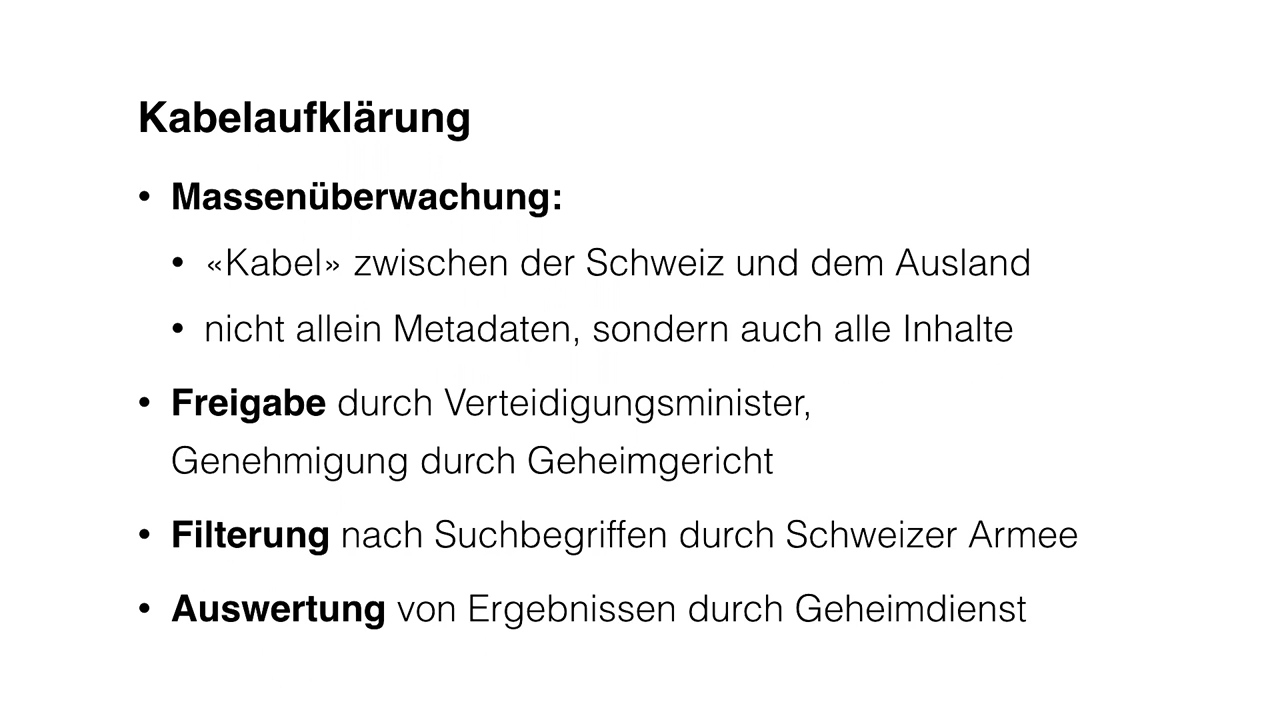 Kabelaufklärung
• Massenüberwachung:
• «Kabel» zwischen der Schweiz und dem Ausland
• nicht allein Metadaten, sondern auch alle Inhalte
• Freigabe durch Verteidigungsminister,
Genehmigung durch Geheimgericht
• Filterung nach Suchbegriffen durch Schweizer Armee
• Auswertung von Ergebnissen durch Geheimdienst